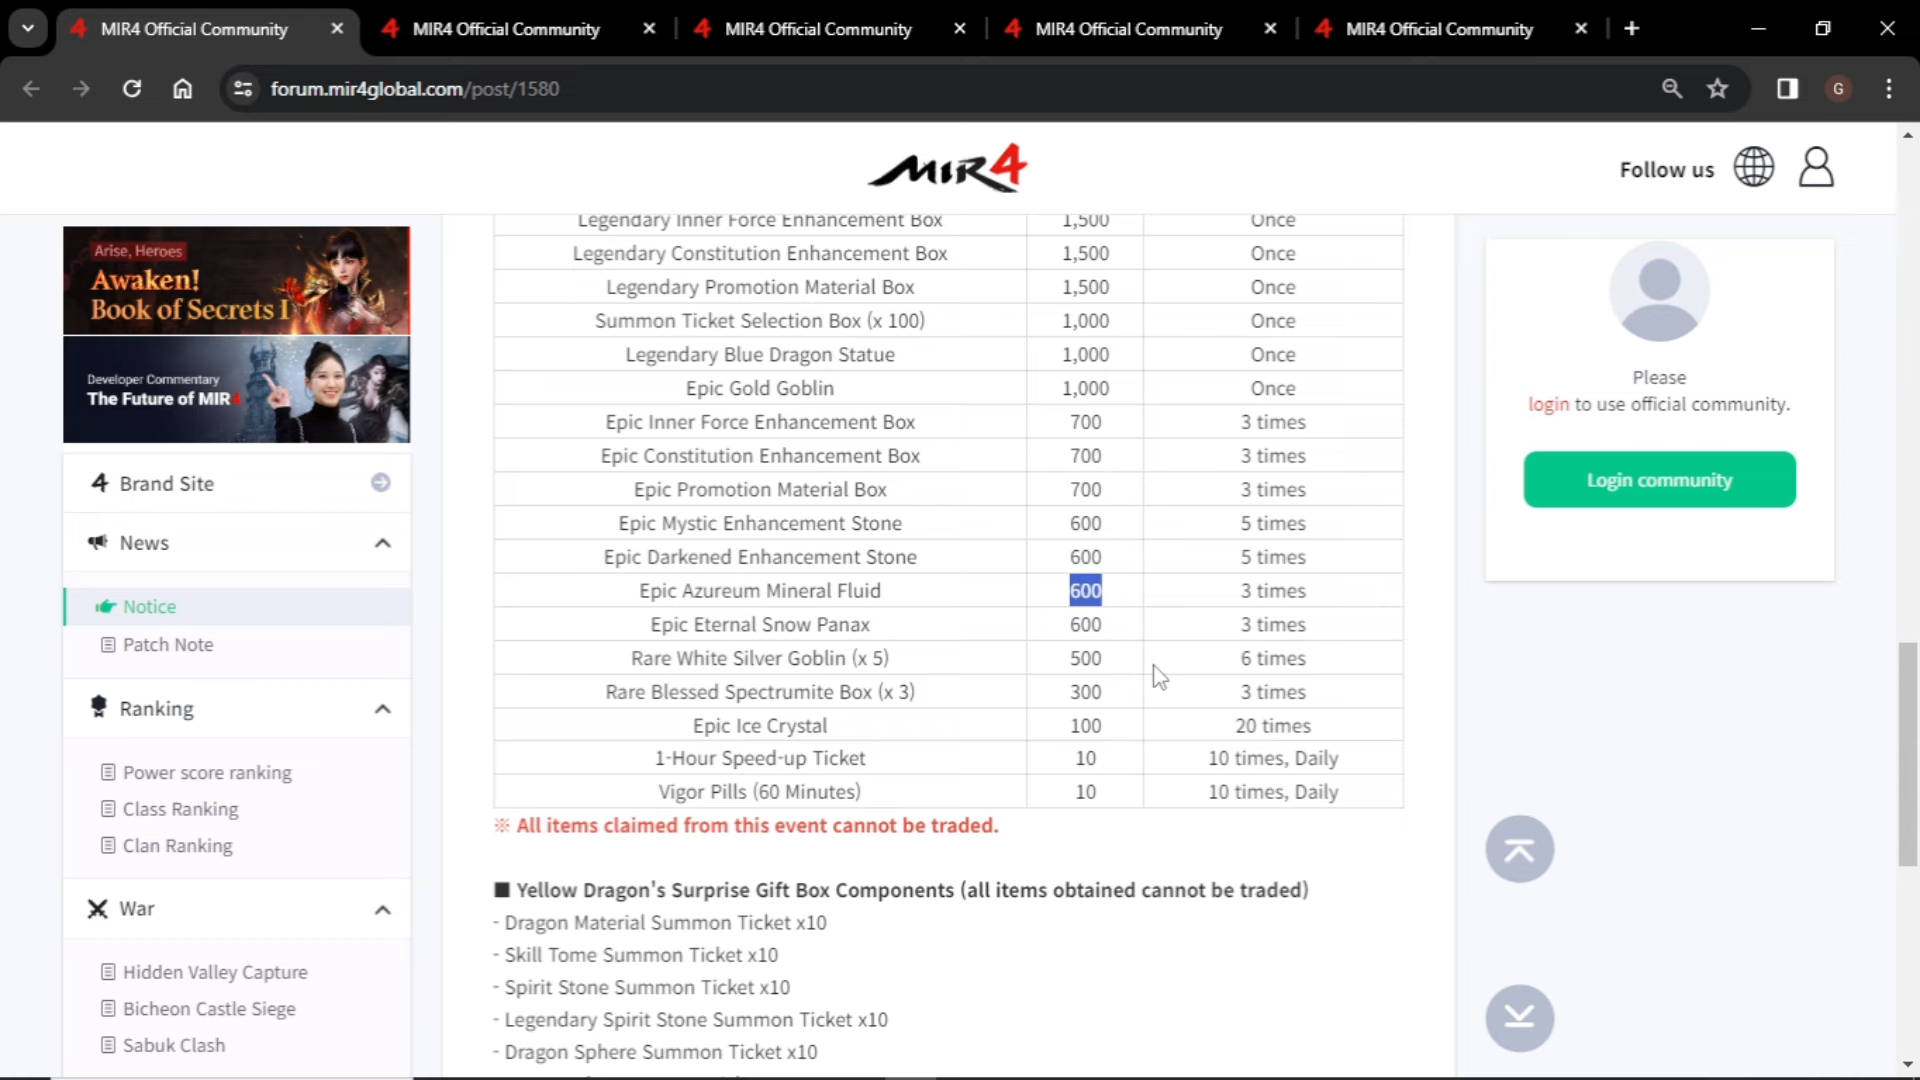 MIR4 Official Community
MIR4 Official Community
MIR4 Official Community
MIR4 Official Community
MIR4 Official Community
forum.mir4global.com/post/1580
G
MIR4
Follow us
Arise, Heroes
Awaken!
Book of Secrets I
Developer Commentary
The Future of MIR4
4 Brand Site
News
Notice
Patch Note
Ranking
Power score ranking
Class Ranking
Clan Ranking
War
Hidden Valley Capture
Bicheon Castle Siege
Sabuk Clash
Legendary Inner Force Enhancement Box 1,500 Once
Legendary Constitution Enhancement Box 1,500 Once
Legendary Promotion Material Box 1,500 Once
Summon Ticket Selection Box (x 100) 1,000 Once
Legendary Blue Dragon Statue 1,000 Once
Epic Gold Goblin 1,000 Once
Epic Inner Force Enhancement Box 700 3 times
Epic Constitution Enhancement Box 700 3 times
Epic Promotion Material Box 700 3 times
Epic Mystic Enhancement Stone 600 5 times
Epic Darkened Enhancement Stone 600 5 times
Epic Azureum Mineral Fluid 600 3 times
Epic Eternal Snow Panax 600 3 times
Rare White Silver Goblin (x 5) 500 6 times
Rare Blessed Spectrumite Box (x 3) 300 3 times
Epic Ice Crystal 100 20 times
1-Hour Speed-up Ticket 10 10 times, Daily
Vigor Pills (60 Minutes) 10 10 times, Daily
※ All items claimed from this event cannot be traded.
■ Yellow Dragon's Surprise Gift Box Components (all items obtained cannot be traded)
- Dragon Material Summon Ticket x10
- Skill Tome Summon Ticket x10
- Spirit Stone Summon Ticket x10
- Legendary Spirit Stone Summon Ticket x10
- Dragon Sphere Summon Ticket x10
Please
login to use official community.
Login community